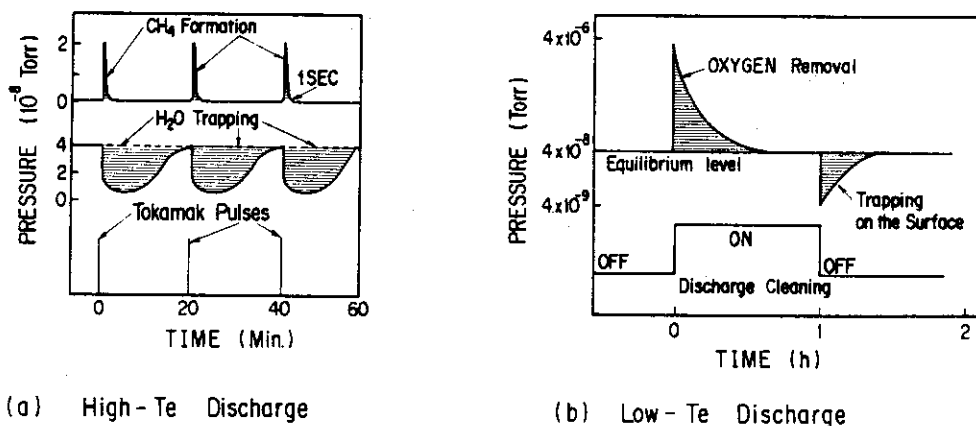 CH₄ Formation
2
0
1SEC
PRESSURE (10⁻⁸ Torr)
H₂O Trapping
4
2
0
Tokamak Pulses
0 20 40 60
TIME (Min.)
(a) High-Te Discharge
4x10⁻⁶
4x10⁻⁸
4x10⁻⁹
PRESSURE (Torr)
OXYGEN Removal
Equilibrium level
Trapping
on the Surface
OFF
ON
OFF
Discharge Cleaning
0 1 2
TIME (h)
(b) Low-Te Discharge